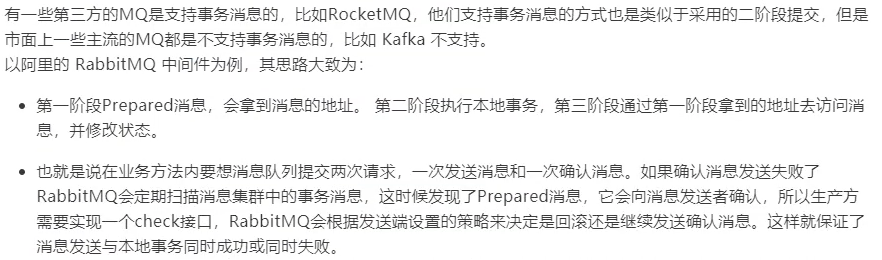 有一些第三方的MQ是支持事务消息的，比如RocketMQ，他们支持事务消息的方式也是类似于采用的二阶段提交，但是
市面上一些主流的MQ都是不支持事务消息的，比如 Kafka 不支持。
以阿里的 RabbitMQ 中间件为例，其思路大致为：
• 第一阶段Prepared消息，会拿到消息的地址。 第二阶段执行本地事务，第三阶段通过第一阶段拿到的地址去访问消
息，并修改状态。
• 也就是说在业务方法内要想消息队列提交两次请求，一次发送消息和一次确认消息。如果确认消息发送失败了
RabbitMQ会定期扫描消息集群中的事务消息，这时候发现了Prepared消息，它会向消息发送者确认，所以生产方
需要实现一个check接口，RabbitMQ会根据发送端设置的策略来决定是回滚还是继续发送确认消息。这样就保证了
消息发送与本地事务同时成功或同时失败。